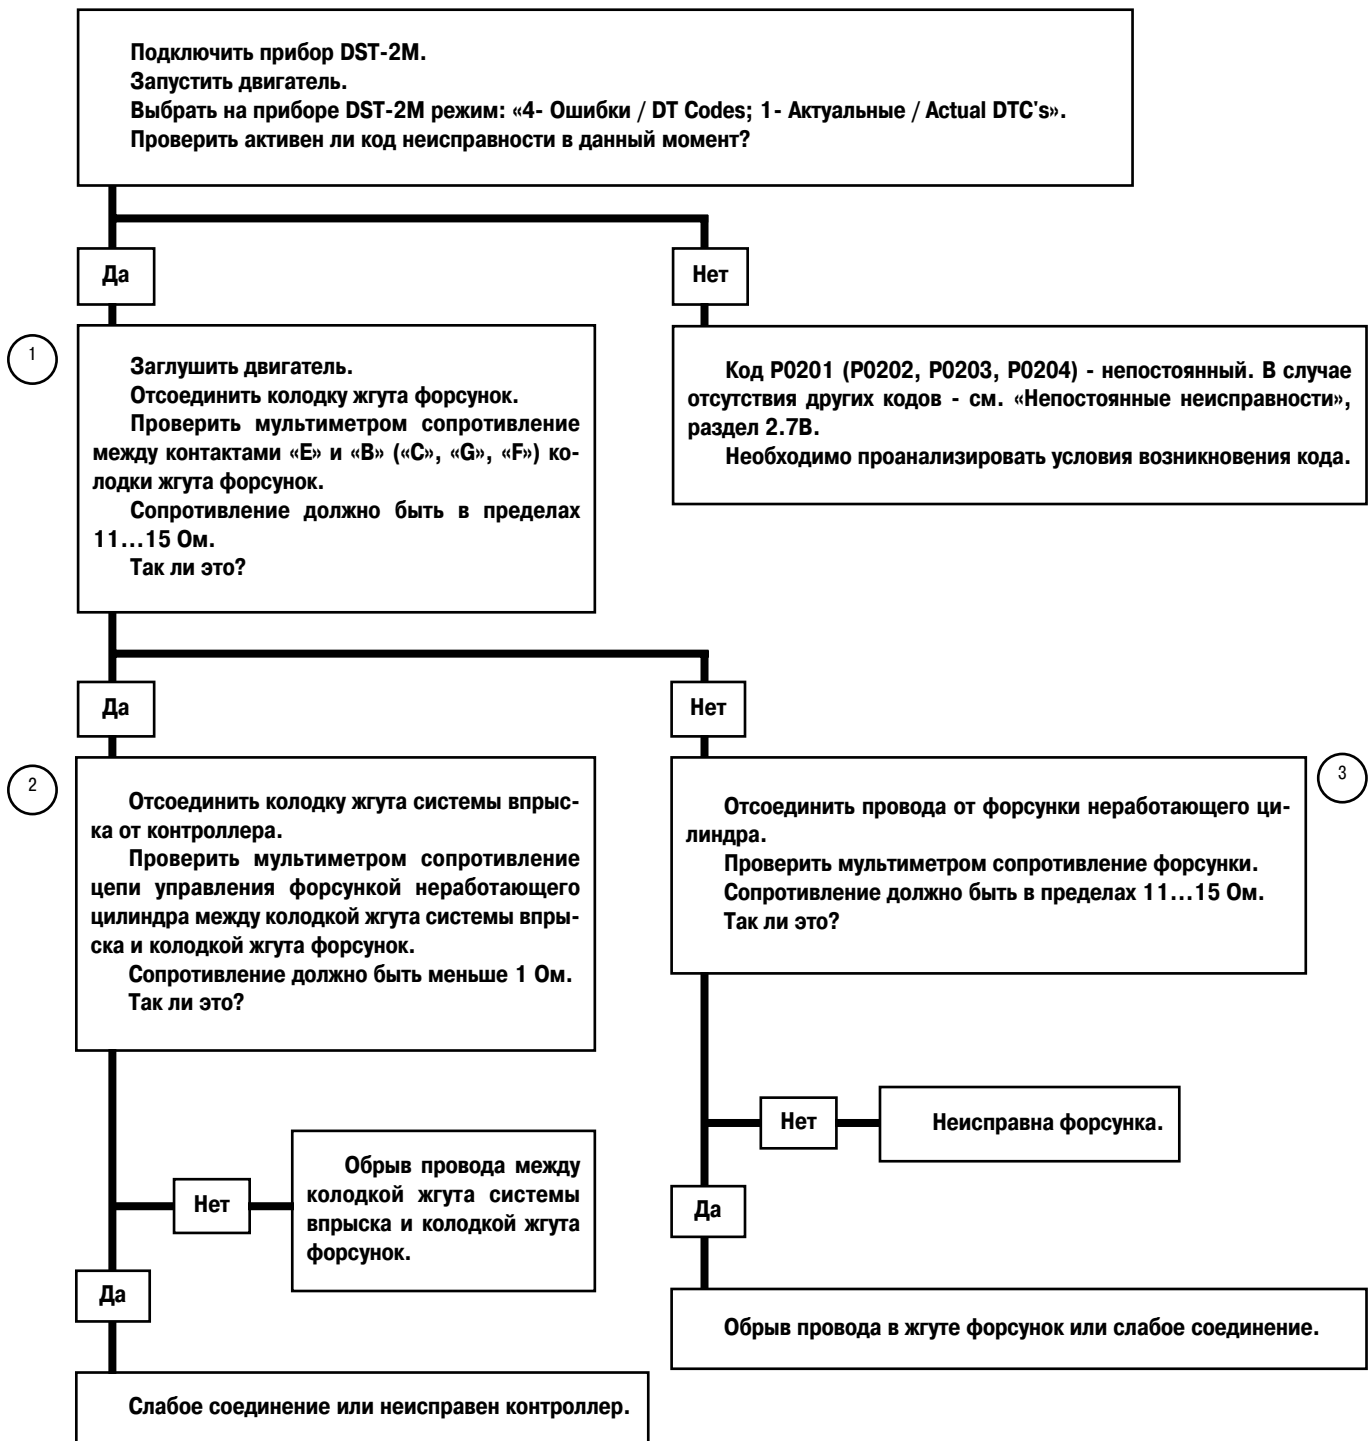 Подключить прибор DST-2M.
Запустить двигатель.
Выбрать на приборе DST-2M режим: «4- Ошибки / DT Codes; 1- Актуальные / Actual DTC's».
Проверить активен ли код неисправности в данный момент?
Да
Нет
1
Заглушить двигатель.
Отсоединить колодку жгута форсунок.
Проверить мультиметром сопротивление
между контактами «E» и «B» («C», «G», «F») ко-
лодки жгута форсунок.
Сопротивление должно быть в пределах
11...15 Ом.
Так ли это?
Код P0201 (P0202, P0203, P0204) - непостоянный. В случае
отсутствия других кодов - см. «Непостоянные неисправности»,
раздел 2.7В.
Необходимо проанализировать условия возникновения кода.
Да
Нет
2
Отсоединить колодку жгута системы впрыс-
ка от контроллера.
Проверить мультиметром сопротивление
цепи управления форсункой неработающего
цилиндра между колодкой жгута системы впры-
ска и колодкой жгута форсунок.
Сопротивление должно быть меньше 1 Ом.
Так ли это?
3
Отсоединить провода от форсунки неработающего ци-
линдра.
Проверить мультиметром сопротивление форсунки.
Сопротивление должно быть в пределах 11...15 Ом.
Так ли это?
Нет
Неисправна форсунка.
Нет
Обрыв провода между
колодкой жгута системы
впрыска и колодкой жгута
форсунок.
Да
Да
Обрыв провода в жгуте форсунок или слабое соединение.
Слабое соединение или неисправен контроллер.